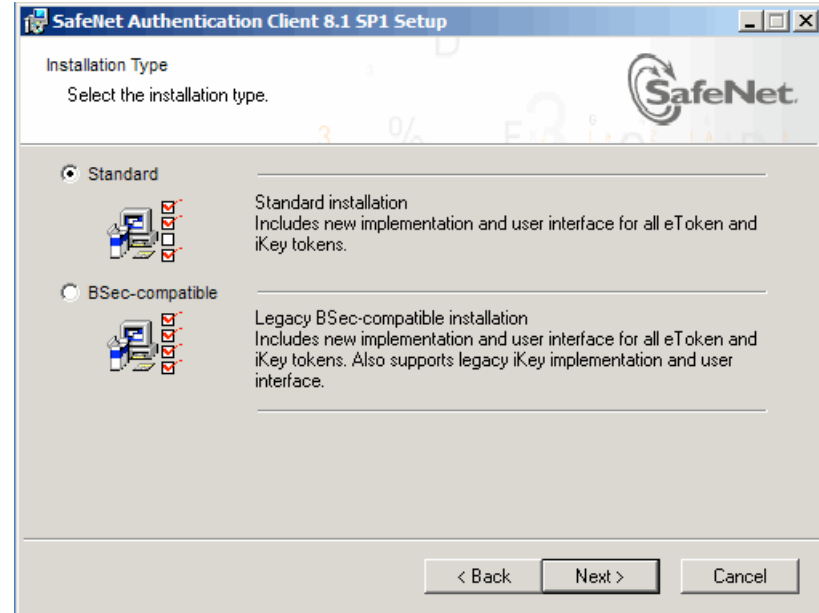 SafeNet Authentication Client 8.1 SP1 Setup
Installation Type
Select the installation type.
SafeNet.
Standard
Standard installation
Includes new implementation and user interface for all eToken and
iKey tokens.
BSec-compatible
Legacy BSec-compatible installation
Includes new implementation and user interface for all eToken and
iKey tokens. Also supports legacy iKey implementation and user
interface.
< Back
Next >
Cancel